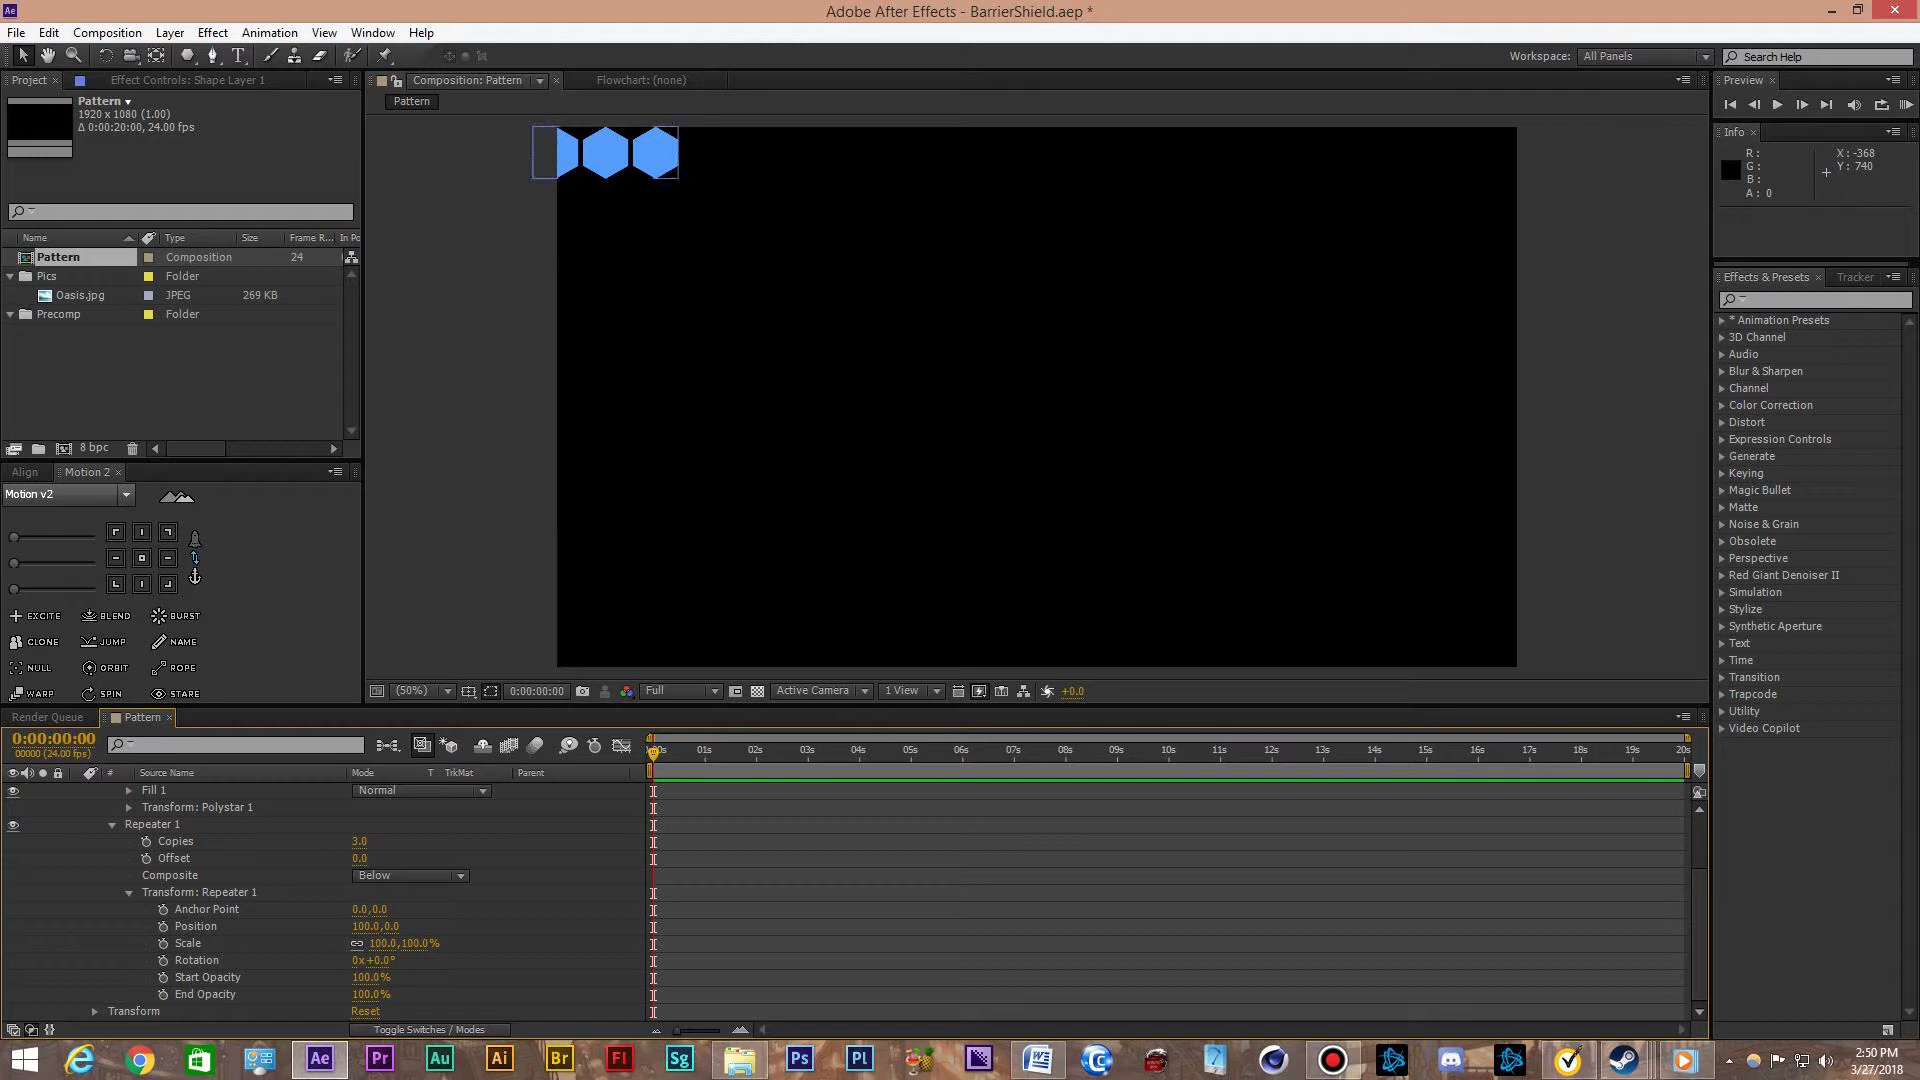 Ae
Adobe After Effects - BarrierShield.aep *
File Edit Composition Layer Effect Animation View Window Help
Workspace: All Panels Search Help
Project × Effect Controls: Shape Layer 1
Pattern ▾
1920 x 1080 (1.00)
Δ 0:00:20:00, 24.00 fps
Name Type Size Frame R... In Po
Pattern Composition 24
Pics Folder
Oasis.jpg JPEG 269 KB
Precomp Folder
8 bpc
Align Motion 2 ×
Motion v2
EXCITE BLEND BURST
CLONE JUMP NAME
NULL ORBIT ROPE
WARP SPIN STARE
Composition: Pattern × Flowchart: (none)
Pattern
(50%) 0:00:00:00 Full Active Camera 1 View +0.0
Preview ×
Info ×
R :
G :
B :
A : 0
X : -368
Y : 740
Effects & Presets × Tracker
* Animation Presets
3D Channel
Audio
Blur & Sharpen
Channel
Color Correction
Distort
Expression Controls
Generate
Keying
Magic Bullet
Matte
Noise & Grain
Obsolete
Perspective
Red Giant Denoiser II
Simulation
Stylize
Synthetic Aperture
Text
Time
Transition
Trapcode
Utility
Video Copilot
Render Queue Pattern ×
0:00:00:00
00000 (24.00 fps)
01s 02s 03s 04s 05s 06s 07s 08s 09s 10s 11s 12s 13s 14s 15s 16s 17s 18s 19s 20s
# Source Name Mode T TrkMat Parent
Fill 1 Normal
Transform: Polystar 1
Repeater 1
Copies 3.0
Offset 0.0
Composite Below
Transform: Repeater 1
Anchor Point 0.0,0.0
Position 100.0,0.0
Scale 100.0,100.0%
Rotation 0x+0.0°
Start Opacity 100.0%
End Opacity 100.0%
Transform Reset
Toggle Switches / Modes
Ae Pr Au Ai Br Fl Sg Ps Pl
2:50 PM
3/27/2018